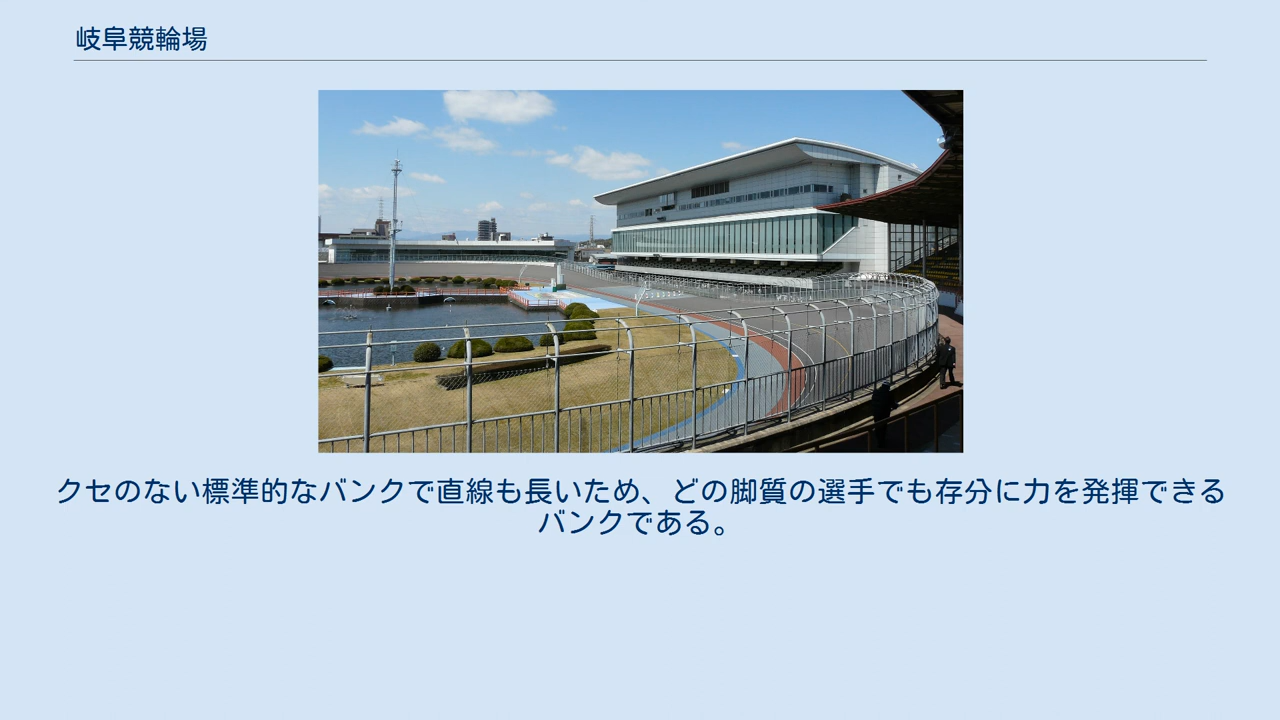 岐阜競輪場
クセのない標準的なバンクで直線も長いため、どの脚質の選手でも存分に力を発揮できる
バンクである。